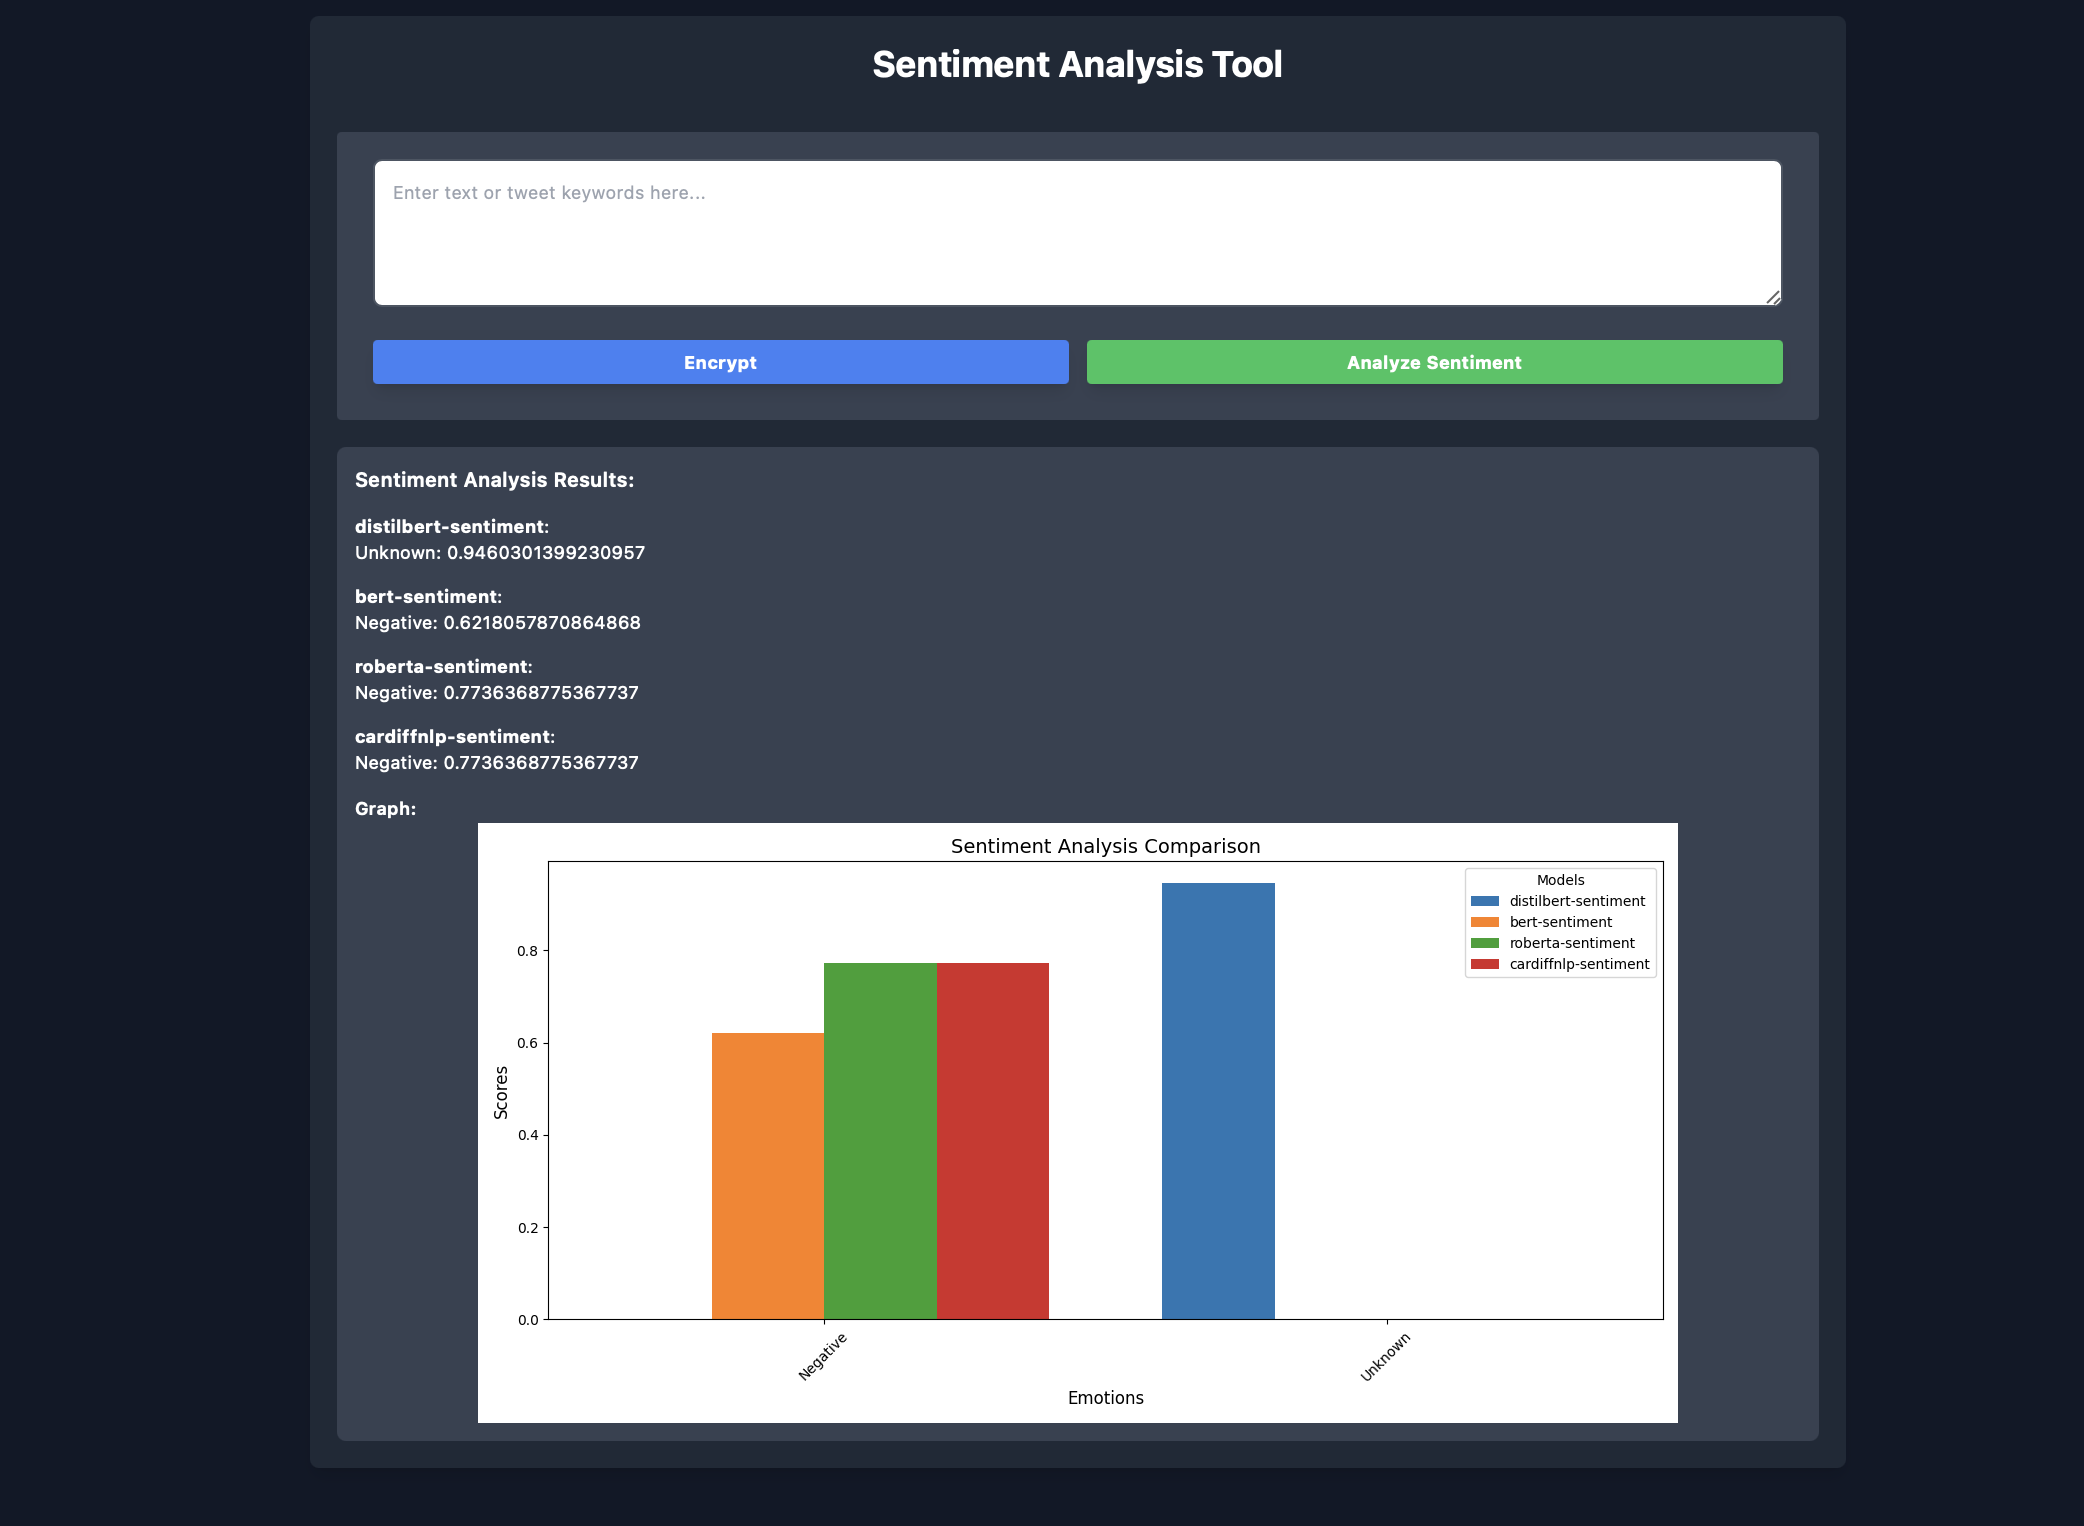 Sentiment Analysis Tool
Enter text or tweet keywords here...
Encrypt
Analyze Sentiment
Sentiment Analysis Results:
distilbert-sentiment:
Unknown: 0.9460301399230957
bert-sentiment:
Negative: 0.6218057870864868
roberta-sentiment:
Negative: 0.7736368775367737
cardiffnlp-sentiment:
Negative: 0.7736368775367737
Graph:
Sentiment Analysis Comparison
Models
distilbert-sentiment
bert-sentiment
roberta-sentiment
cardiffnlp-sentiment
0.8
0.6
0.4
0.2
0.0
Scores
Negative
Unknown
Emotions